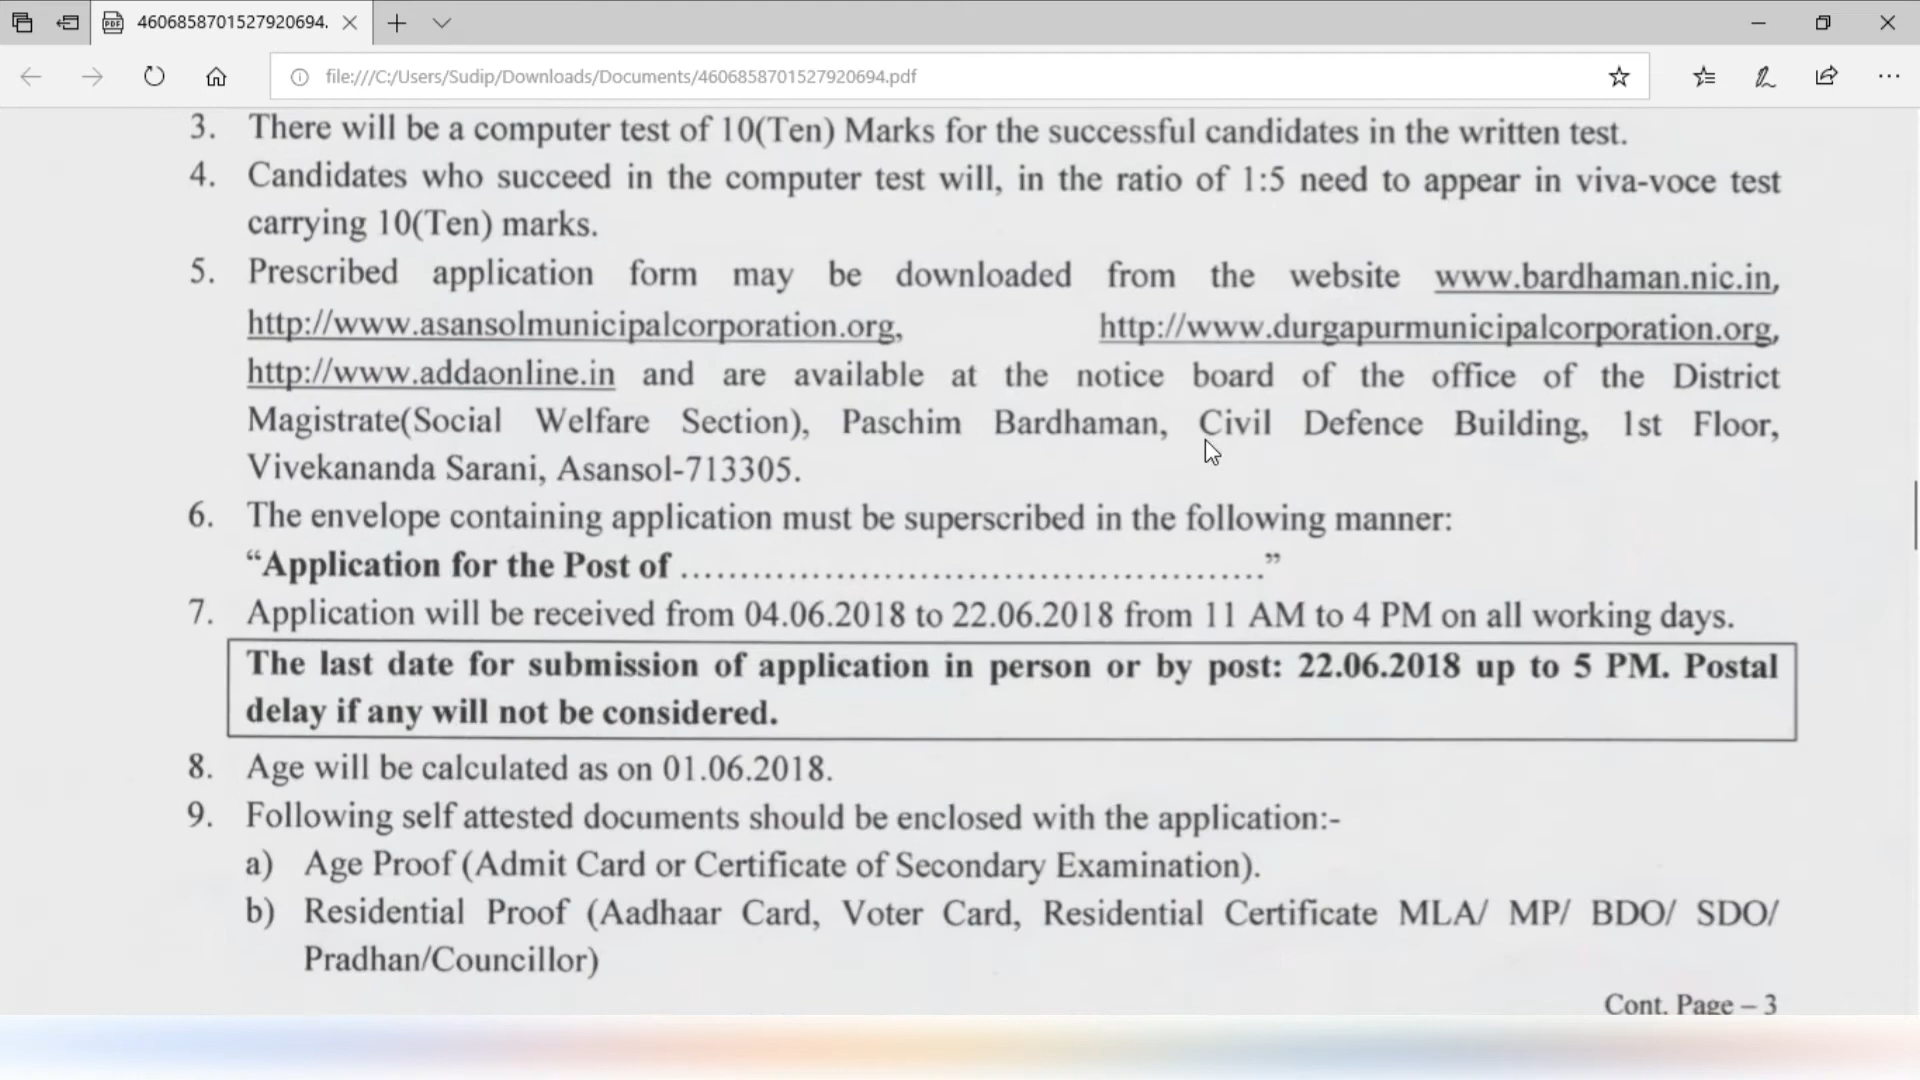 4606858701527920694.
file:///C:/Users/Sudip/Downloads/Documents/4606858701527920694.pdf
3. There will be a computer test of 10(Ten) Marks for the successful candidates in the written test.
4. Candidates who succeed in the computer test will, in the ratio of 1:5 need to appear in viva-voce test
carrying 10(Ten) marks.
5. Prescribed application form may be downloaded from the website www.bardhaman.nic.in,
http://www.asansolmunicipalcorporation.org, http://www.durgapurmunicipalcorporation.org,
http://www.addaonline.in and are available at the notice board of the office of the District
Magistrate(Social Welfare Section), Paschim Bardhaman, Civil Defence Building, 1st Floor,
Vivekananda Sarani, Asansol-713305.
6. The envelope containing application must be superscribed in the following manner:
“Application for the Post of ……………………………………………….”
7. Application will be received from 04.06.2018 to 22.06.2018 from 11 AM to 4 PM on all working days.
The last date for submission of application in person or by post: 22.06.2018 up to 5 PM. Postal
delay if any will not be considered.
8. Age will be calculated as on 01.06.2018.
9. Following self attested documents should be enclosed with the application:-
a) Age Proof (Admit Card or Certificate of Secondary Examination).
b) Residential Proof (Aadhaar Card, Voter Card, Residential Certificate MLA/ MP/ BDO/ SDO/
Pradhan/Councillor)
Cont. Page – 3